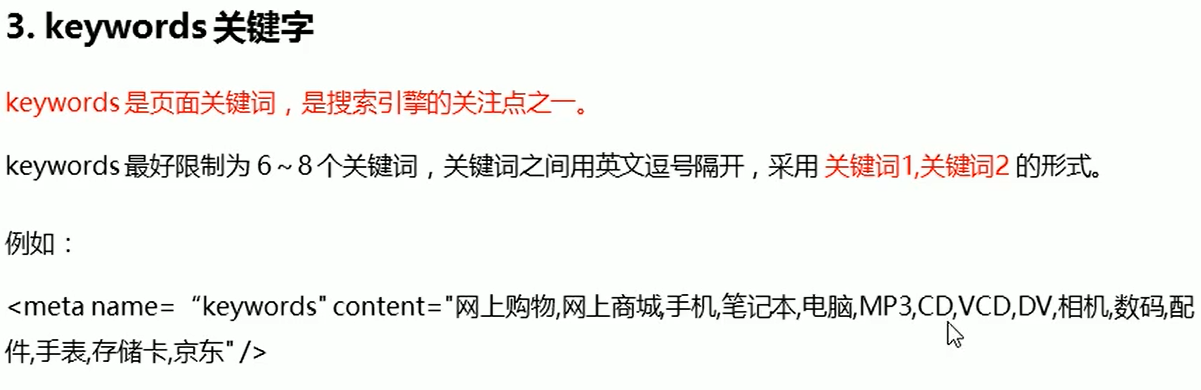 3. keywords 关键字
keywords 是页面关键词，是搜索引擎的关注点之一。
keywords 最好限制为 6～8 个关键词，关键词之间用英文逗号隔开，采用 关键词1,关键词2 的形式。
例如：
<meta name= “keywords" content="网上购物,网上商城,手机,笔记本,电脑,MP3,CD,VCD,DV,相机,数码,配
件,手表,存储卡,京东" />